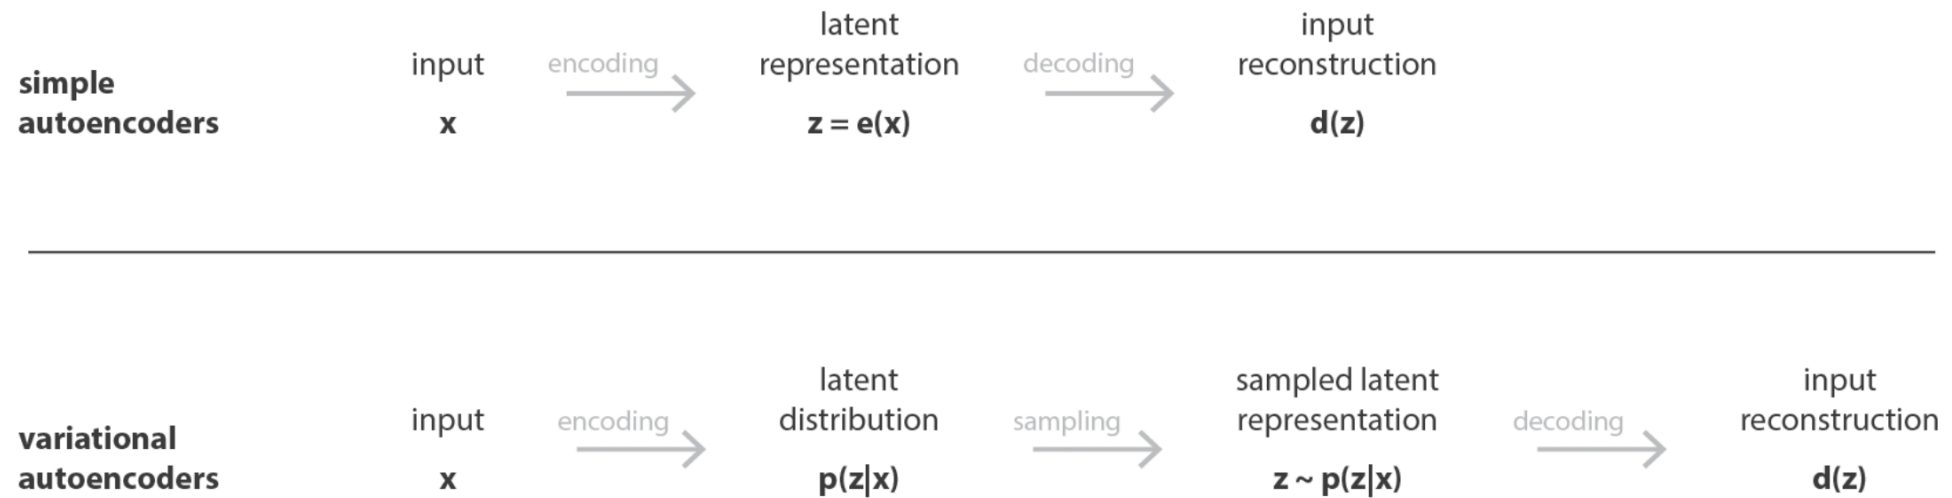 simple
autoencoders
input
x
encoding
latent
representation
z = e(x)
decoding
input
reconstruction
d(z)
variational
autoencoders
input
x
encoding
latent
distribution
p(z|x)
sampling
sampled latent
representation
z ~ p(z|x)
decoding
input
reconstruction
d(z)